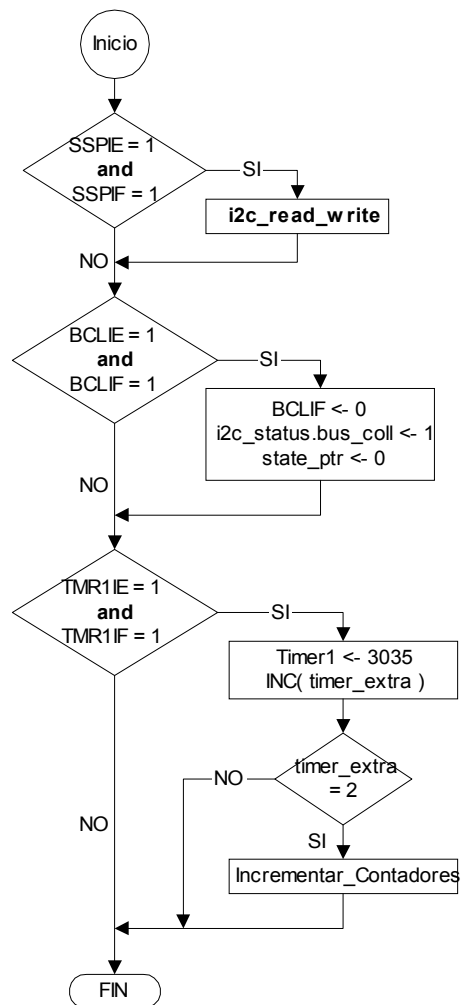 Inicio
SSPIE = 1
and
SSPIF = 1
SI
i2c_read_write
NO
BCLIE = 1
and
BCLIF = 1
SI
BCLIF <- 0
i2c_status.bus_coll <- 1
state_ptr <- 0
NO
TMR1IE = 1
and
TMR1IF = 1
SI
Timer1 <- 3035
INC( timer_extra )
timer_extra
= 2
NO
SI
NO
Incrementar_Contadores
FIN